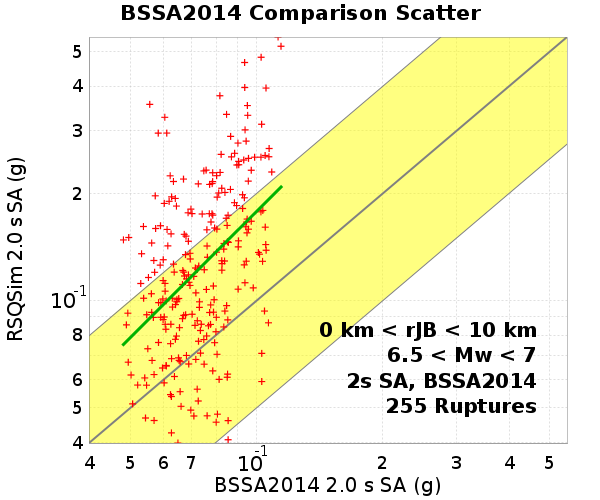 BSSA2014 Comparison Scatter
RSQSim 2.0 s SA (g)
5
4
3
2
10-1
8
6
5
4
0 km < rJB < 10 km
6.5 < Mw < 7
2s SA, BSSA2014
255 Ruptures
4 5 6 7 10-1 2 3 4 5
BSSA2014 2.0 s SA (g)